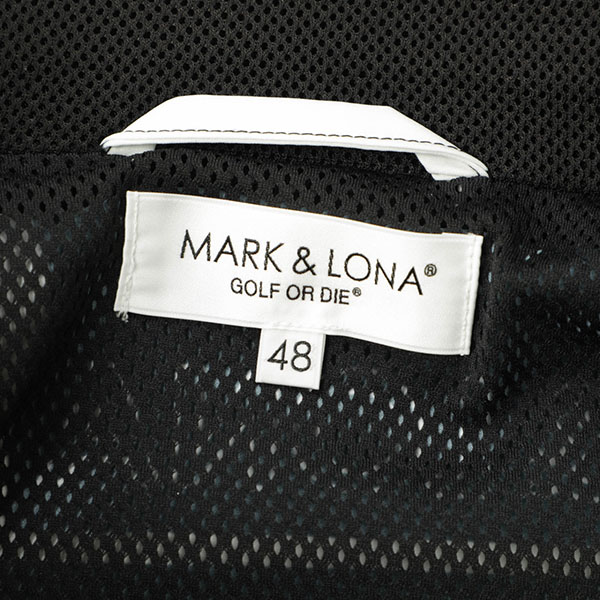 MARK & LONA®
GOLF OR DIE®
48